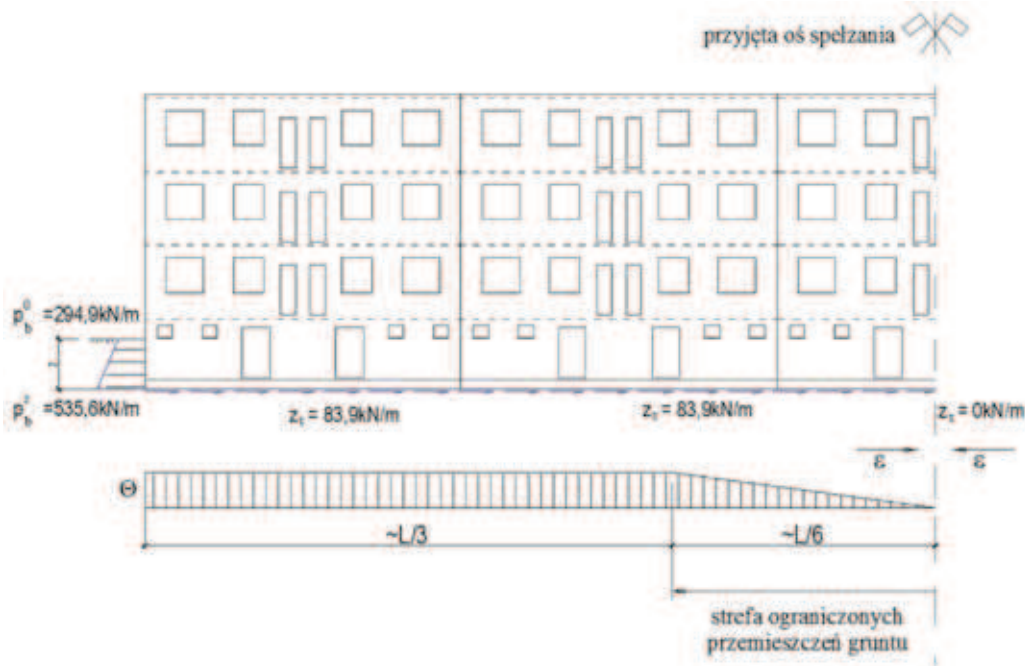 przyjęta oś spełzania
p_b^0 =294,9kN/m
z
p_b^z =535,6kN/m
z_t = 83,9kN/m
z_t = 83,9kN/m
z_t = 0kN/m
ε ε
Θ
~L/3
~L/6
strefa ograniczonych
przemieszczeń gruntu